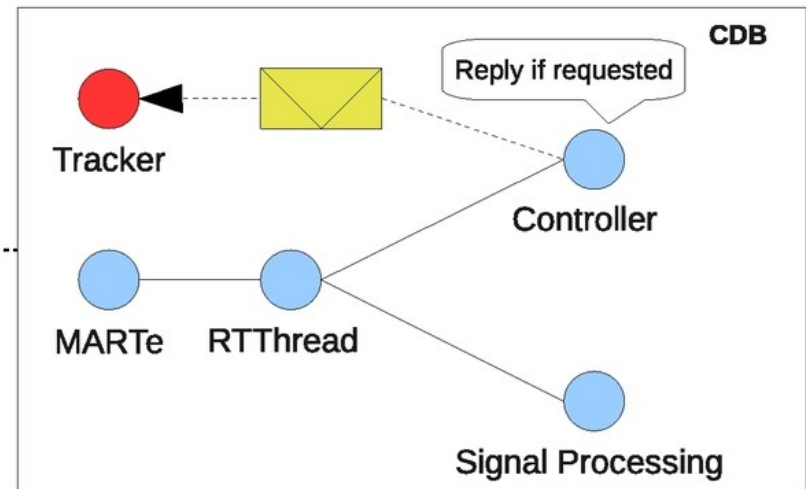 CDB
Reply if requested
Tracker
Controller
MARTe
RTThread
Signal Processing